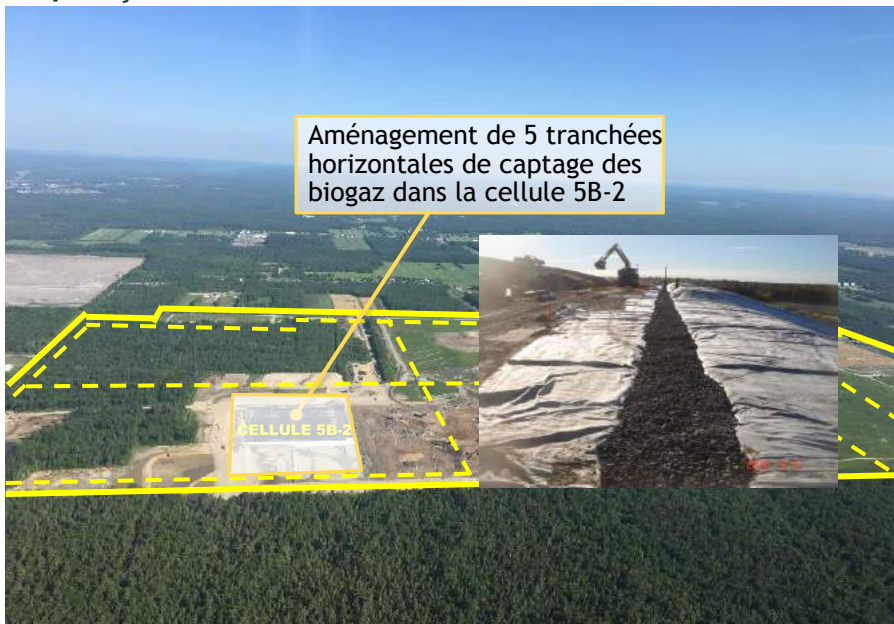 Aménagement de 5 tranchées
horizontales de captage des
biogaz dans la cellule 5B-2
CELLULE 5B-2